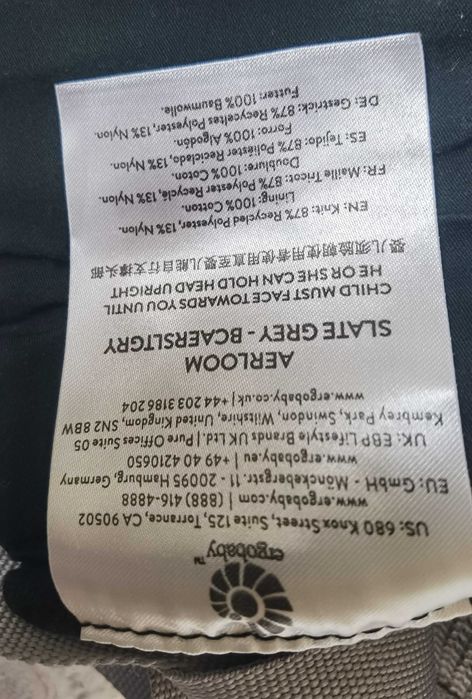 ergobaby™
US: 680 Knox Street, Suite 125, Torrance, CA 90502
www.ergobaby.com | (888) 416-4888
EU: GmbH - Mönckebergstr. 11 - 20095 Hamburg, Germany
www.ergobaby.eu | +49 40 4210650
UK: EBP Lifestyle Brands UK Ltd. | Pure Offices Suite 05
Kembrey Park, Swindon, Wiltshire, United Kingdom, SN2 8BW
www.ergobaby.co.uk | +44 203 3186 204
AERLOOM
SLATE GREY - BCAERSLTGRY
CHILD MUST FACE TOWARDS YOU UNTIL
HE OR SHE CAN HOLD HEAD UPRIGHT
婴儿须脸朝使用者使用直至婴儿能自行支撑头部
EN: Knit: 87% Recycled Polyester, 13% Nylon.
Lining: 100% Cotton.
FR: Maille Tricot: 87% Polyester Recyclé, 13% Nylon.
Doublure: 100% Coton.
ES: Tejido: 87% Poliéster Reciclado, 13% Nylon.
Forro: 100% Algodón.
DE: Gestrick: 87% Recyceltes Polyester, 13% Nylon.
Futter: 100% Baumwolle.